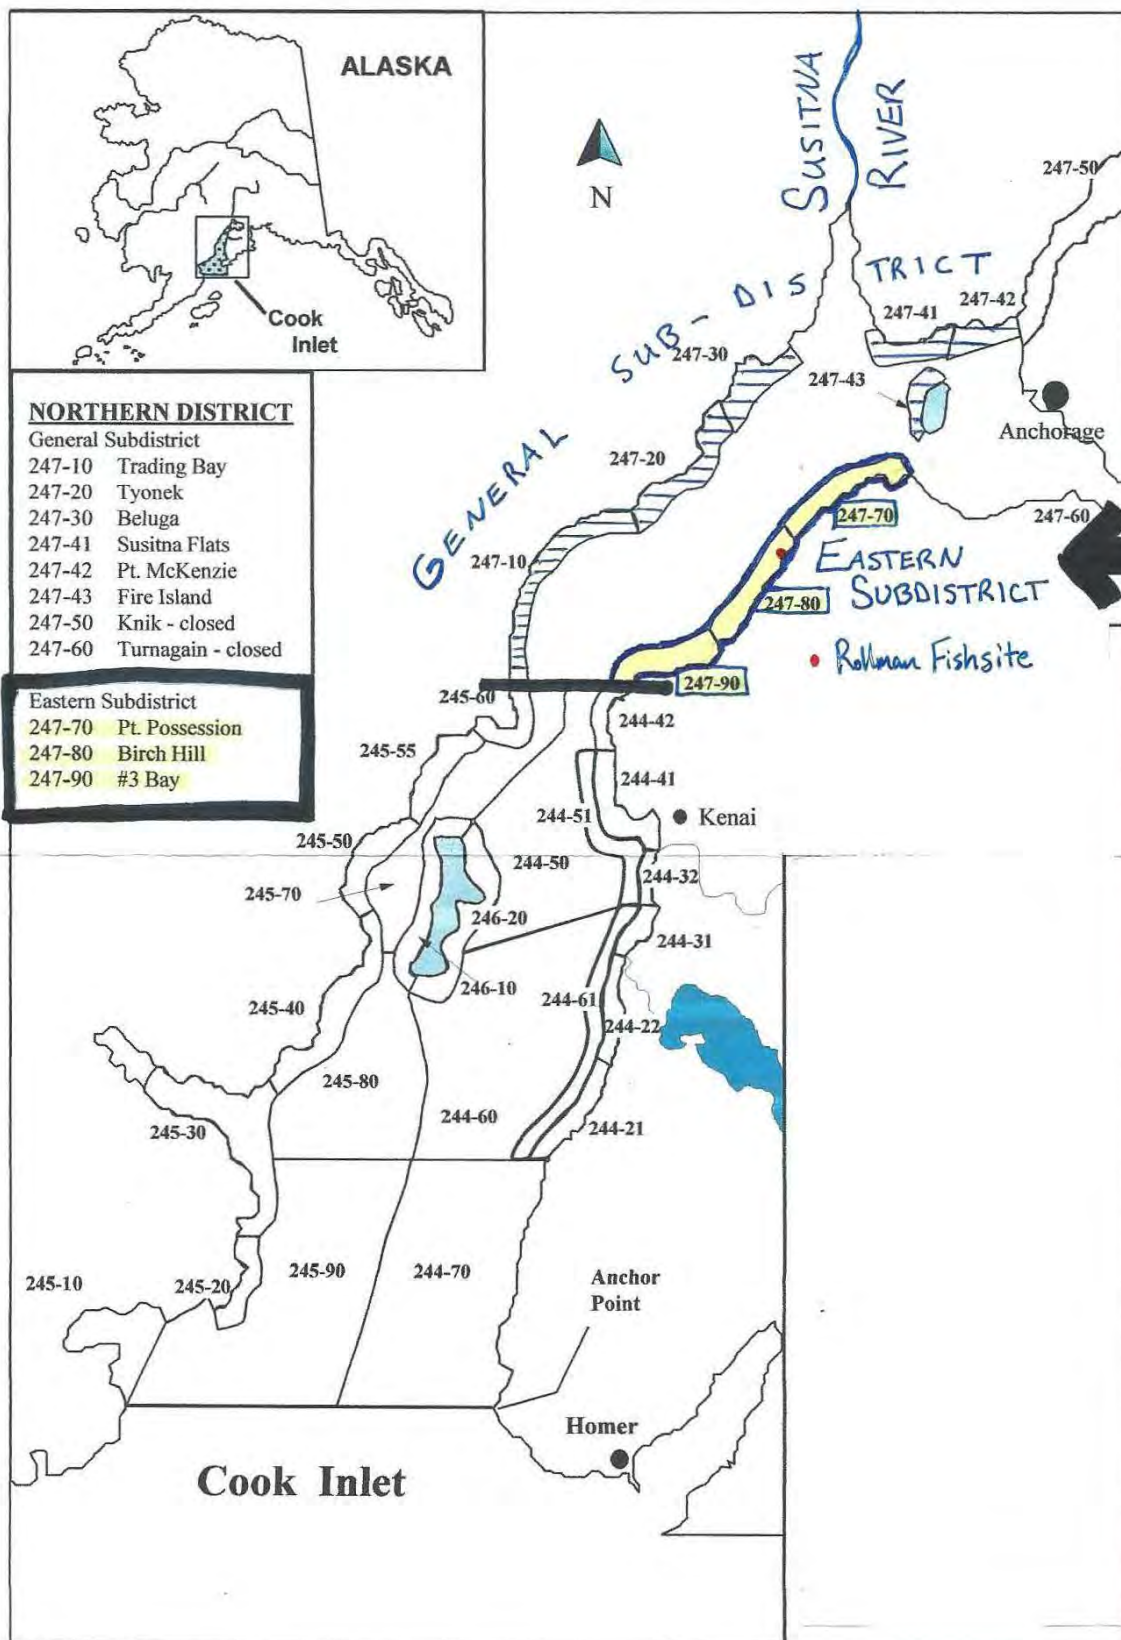 ALASKA
Cook
Inlet
N
SUSITNA
RIVER
GENERAL SUB-DISTRICT
247-50
247-42
247-41
247-30
247-43
Anchorage
247-20
247-70
247-60
247-10
EASTERN
SUBDISTRICT
247-80
Rollman Fishsite
247-90
NORTHERN DISTRICT
General Subdistrict
247-10 Trading Bay
247-20 Tyonek
247-30 Beluga
247-41 Susitna Flats
247-42 Pt. McKenzie
247-43 Fire Island
247-50 Knik - closed
247-60 Turnagain - closed
Eastern Subdistrict
247-70 Pt. Possession
247-80 Birch Hill
247-90 #3 Bay
245-60
244-42
245-55
244-41
244-51
Kenai
245-50
244-50
244-32
245-70
246-20
244-31
246-10
244-61
245-40
244-22
245-80
244-60
244-21
245-30
245-90
244-70
245-10
245-20
Anchor
Point
Homer
Cook Inlet